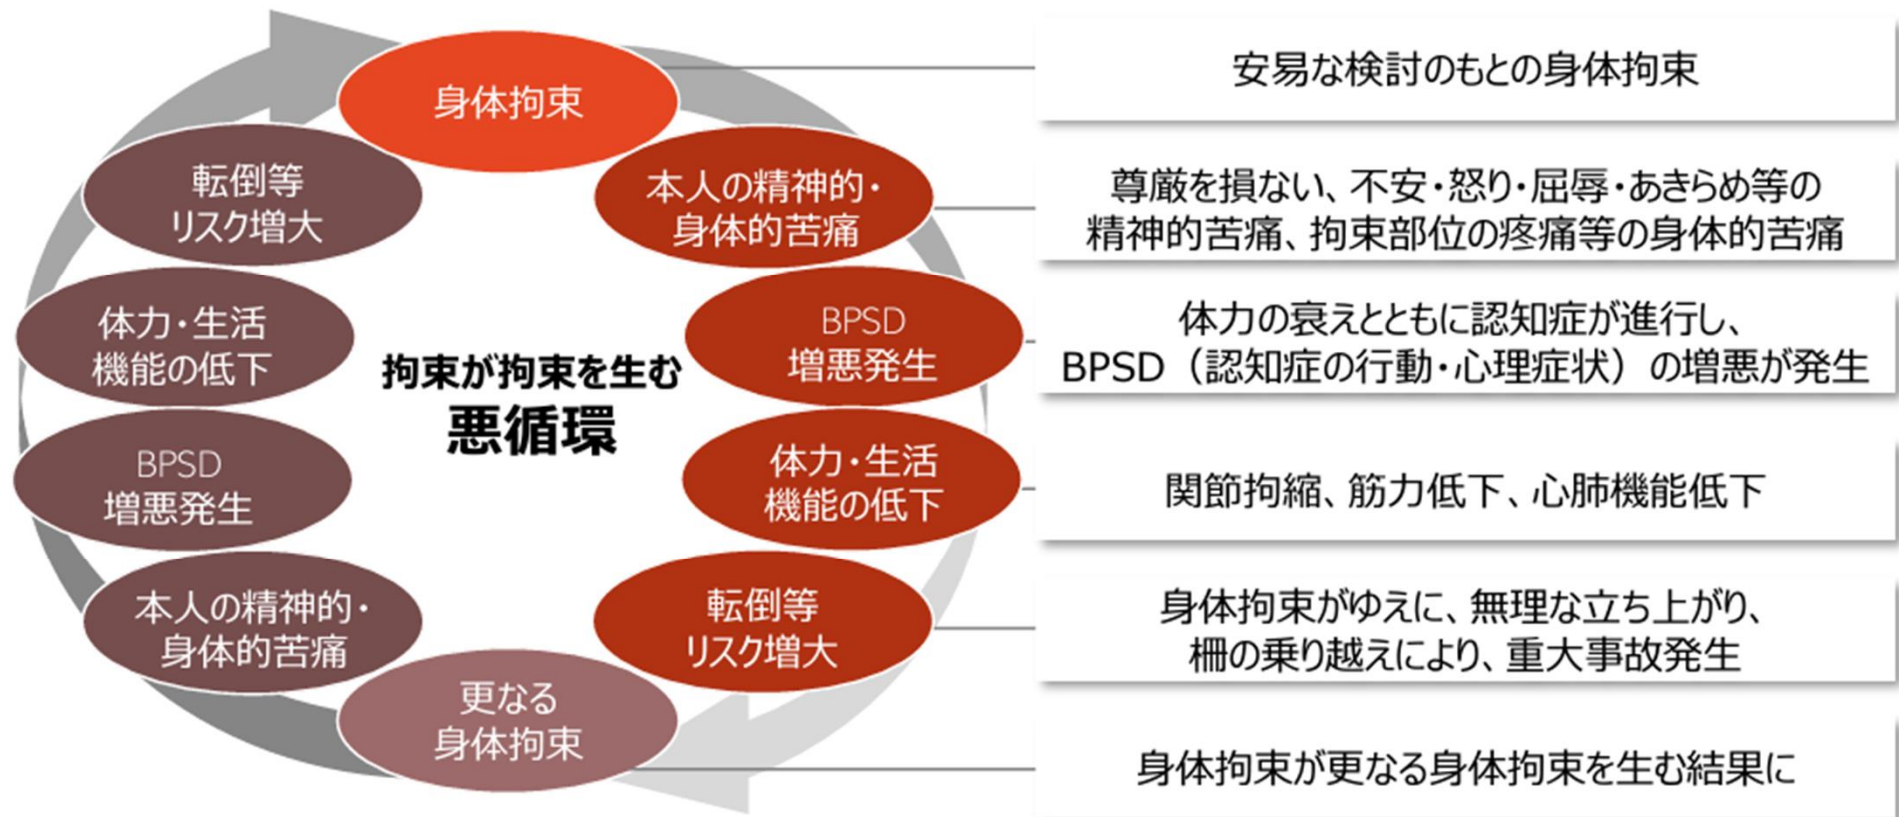 身体拘束
本人の精神的・
身体的苦痛
BPSD
増悪発生
体力・生活
機能の低下
転倒等
リスク増大
更なる
身体拘束
本人の精神的・
身体的苦痛
BPSD
増悪発生
体力・生活
機能の低下
転倒等
リスク増大
拘束が拘束を生む
悪循環
安易な検討のもとの身体拘束
尊厳を損ない、不安・怒り・屈辱・あきらめ等の
精神的苦痛、拘束部位の疼痛等の身体的苦痛
体力の衰えとともに認知症が進行し、
BPSD（認知症の行動・心理症状）の増悪が発生
関節拘縮、筋力低下、心肺機能低下
身体拘束がゆえに、無理な立ち上がり、
柵の乗り越えにより、重大事故発生
身体拘束が更なる身体拘束を生む結果に